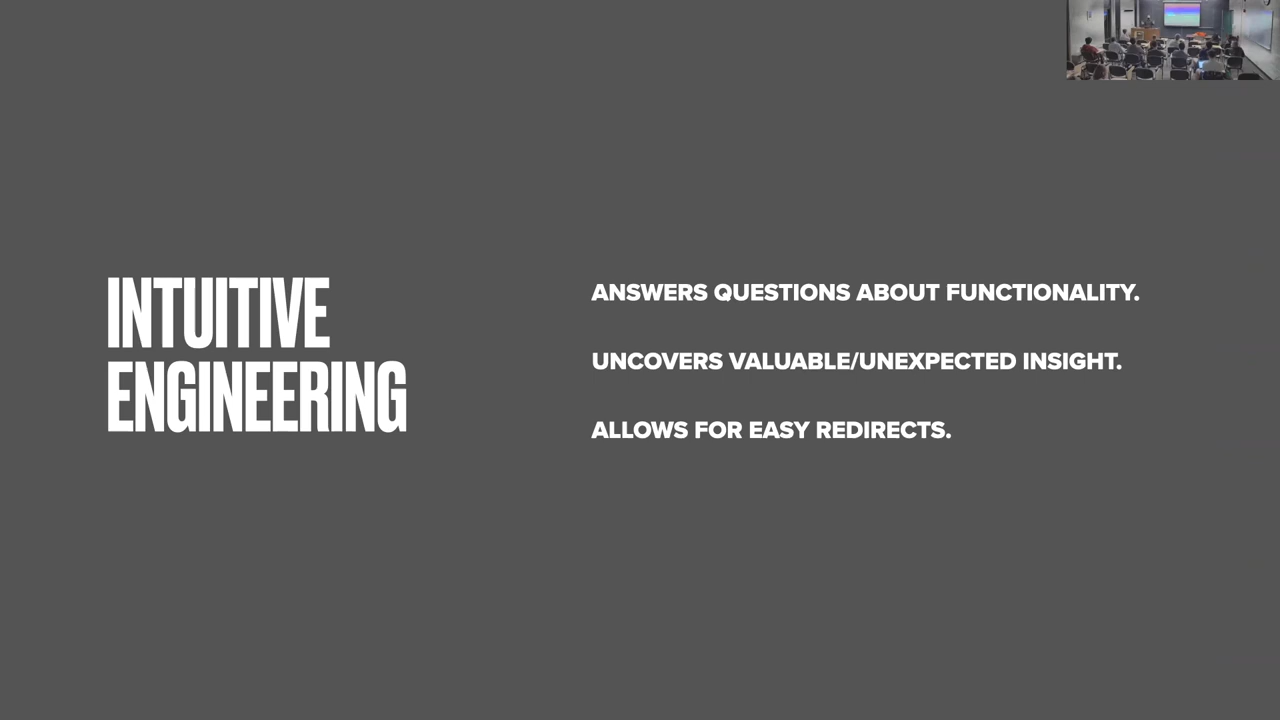 INTUITIVE
ENGINEERING
ANSWERS QUESTIONS ABOUT FUNCTIONALITY.
UNCOVERS VALUABLE/UNEXPECTED INSIGHT.
ALLOWS FOR EASY REDIRECTS.